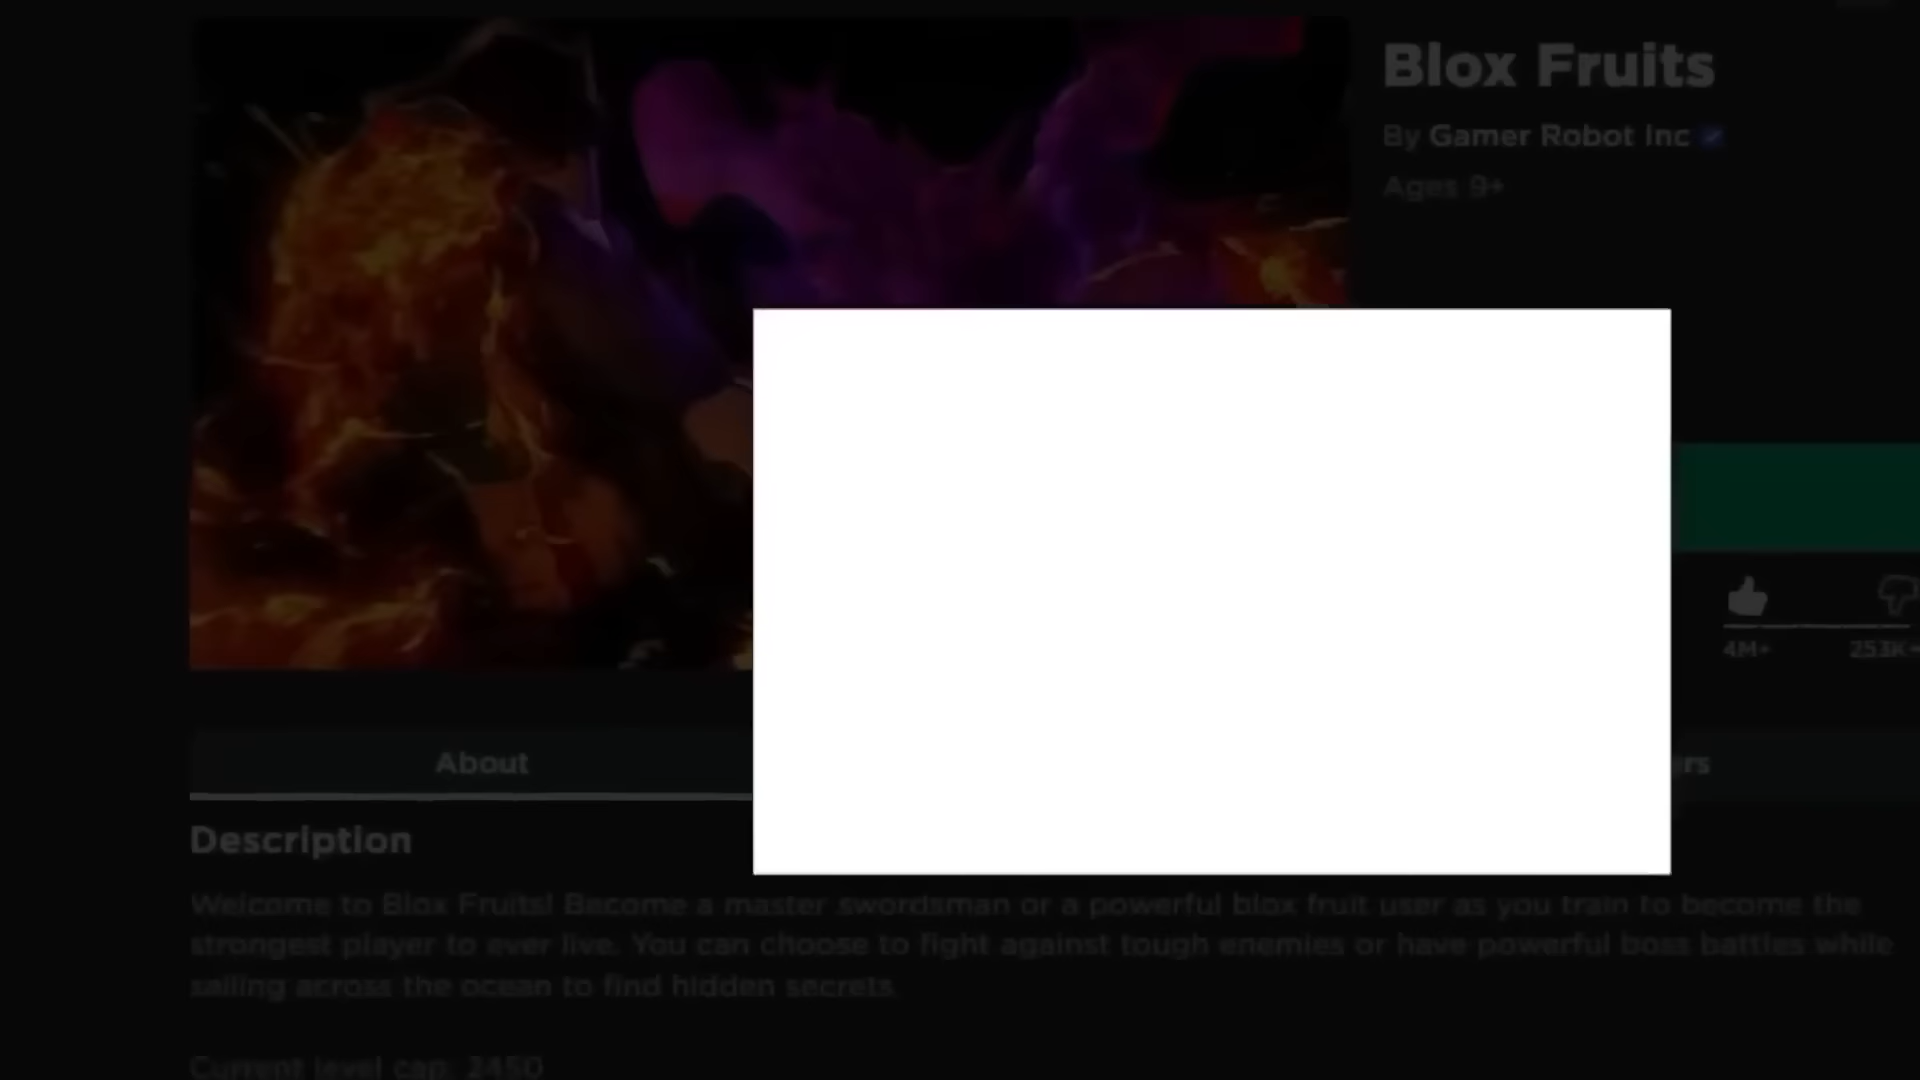 Blox Fruits
By Gamer Robot Inc
Ages 9+
4M+ 253K+
About
ers
Description
Welcome to Blox Fruits! Become a master swordsman or a powerful blox fruit user as you train to become the
strongest player to ever live. You can choose to fight against tough enemies or have powerful boss battles while
sailing across the ocean to find hidden secrets.
Current level cap: 2450